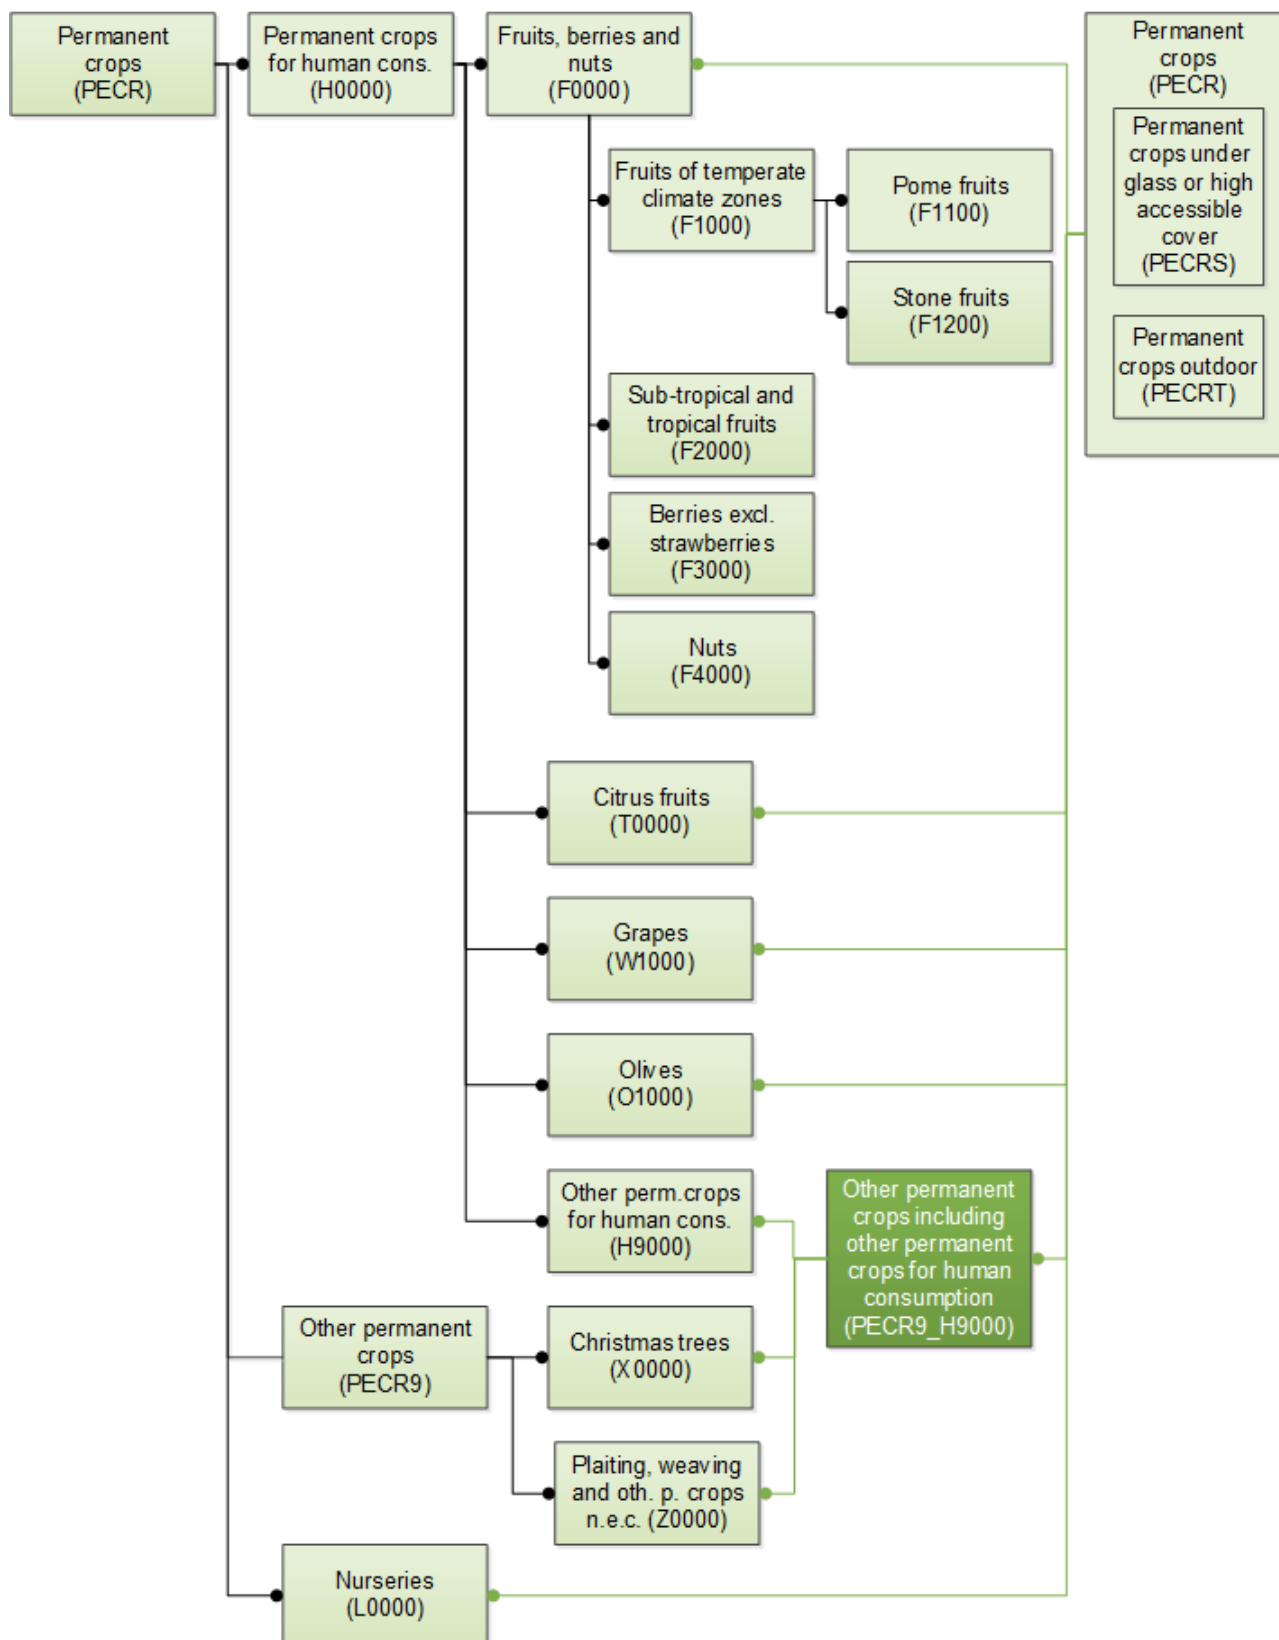 Permanent
crops
(PECR)
Permanent crops
for human cons.
(H0000)
Fruits, berries and
nuts
(F0000)
Permanent
crops
(PECR)
Permanent
crops under
glass or high
accessible
cover
(PECRS)
Permanent
crops outdoor
(PECRT)
Fruits of temperate
climate zones
(F1000)
Pome fruits
(F1100)
Stone fruits
(F1200)
Sub-tropical and
tropical fruits
(F2000)
Berries excl.
strawberries
(F3000)
Nuts
(F4000)
Citrus fruits
(T0000)
Grapes
(W1000)
Olives
(O1000)
Other perm.crops
for human cons.
(H9000)
Other permanent
crops including
other permanent
crops for human
consumption
(PECR9_H9000)
Other permanent
crops
(PECR9)
Christmas trees
(X0000)
Plaiting, weaving
and oth. p. crops
n.e.c. (Z0000)
Nurseries
(L0000)